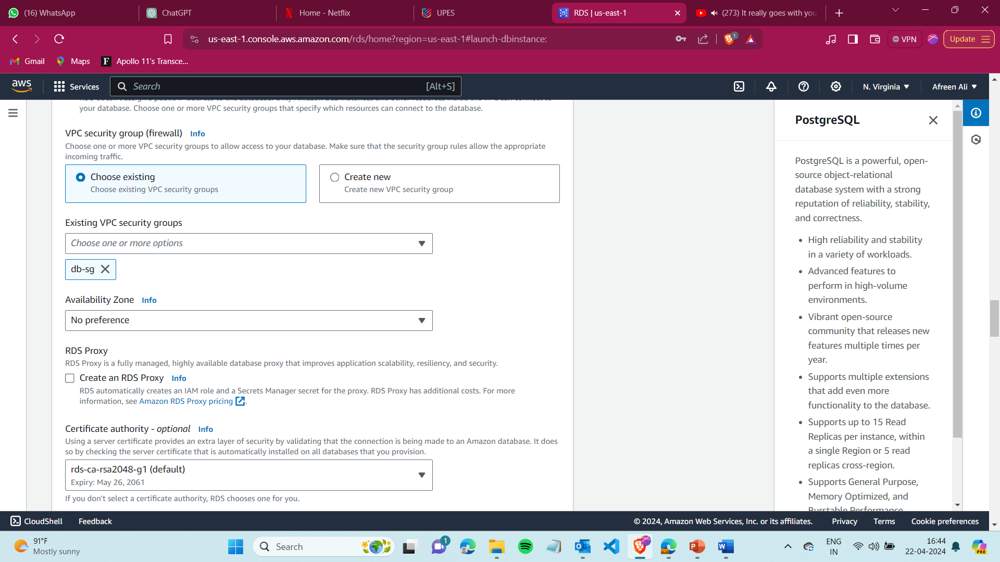 (16) WhatsApp
ChatGPT
Home - Netflix
UPES
RDS | us-east-1
(273) It really goes with you
us-east-1.console.aws.amazon.com/rds/home?region=us-east-1#launch-dbinstance:
1
VPN
Update
Gmail
Maps
F
Apollo 11's Transce...
aws
Services
Search
[Alt+S]
N. Virginia
Afreen Ali
your database. Choose one or more VPC security groups that specify which resources can connect to the database.
VPC security group (firewall) Info
Choose one or more VPC security groups to allow access to your database. Make sure that the security group rules allow the appropriate
incoming traffic.
Choose existing
Choose existing VPC security groups
Create new
Create new VPC security group
Existing VPC security groups
Choose one or more options
db-sg
Availability Zone Info
No preference
RDS Proxy
RDS Proxy is a fully managed, highly available database proxy that improves application scalability, resiliency, and security.
Create an RDS Proxy Info
RDS automatically creates an IAM role and a Secrets Manager secret for the proxy. RDS Proxy has additional costs. For more
information, see Amazon RDS Proxy pricing.
Certificate authority - optional Info
Using a server certificate provides an extra layer of security by validating that the connection is being made to an Amazon database. It does
so by checking the server certificate that is automatically installed on all databases that you provision.
rds-ca-rsa2048-g1 (default)
Expiry: May 26, 2061
If you don't select a certificate authority, RDS chooses one for you.
PostgreSQL
PostgreSQL is a powerful, open-
source object-relational
database system with a strong
reputation of reliability, stability,
and correctness.
• High reliability and stability
in a variety of workloads.
• Advanced features to
perform in high-volume
environments.
• Vibrant open-source
community that releases new
features multiple times per
year.
• Supports multiple extensions
that add even more
functionality to the database.
• Supports up to 15 Read
Replicas per instance, within
a single Region or 5 read
replicas cross-region.
• Supports General Purpose,
Memory Optimized, and
Burstable Performance
CloudShell
Feedback
© 2024, Amazon Web Services, Inc. or its affiliates.
Privacy
Terms
Cookie preferences
91°F
Mostly sunny
Search
1
ENG
IN
16:44
22-04-2024
PRE